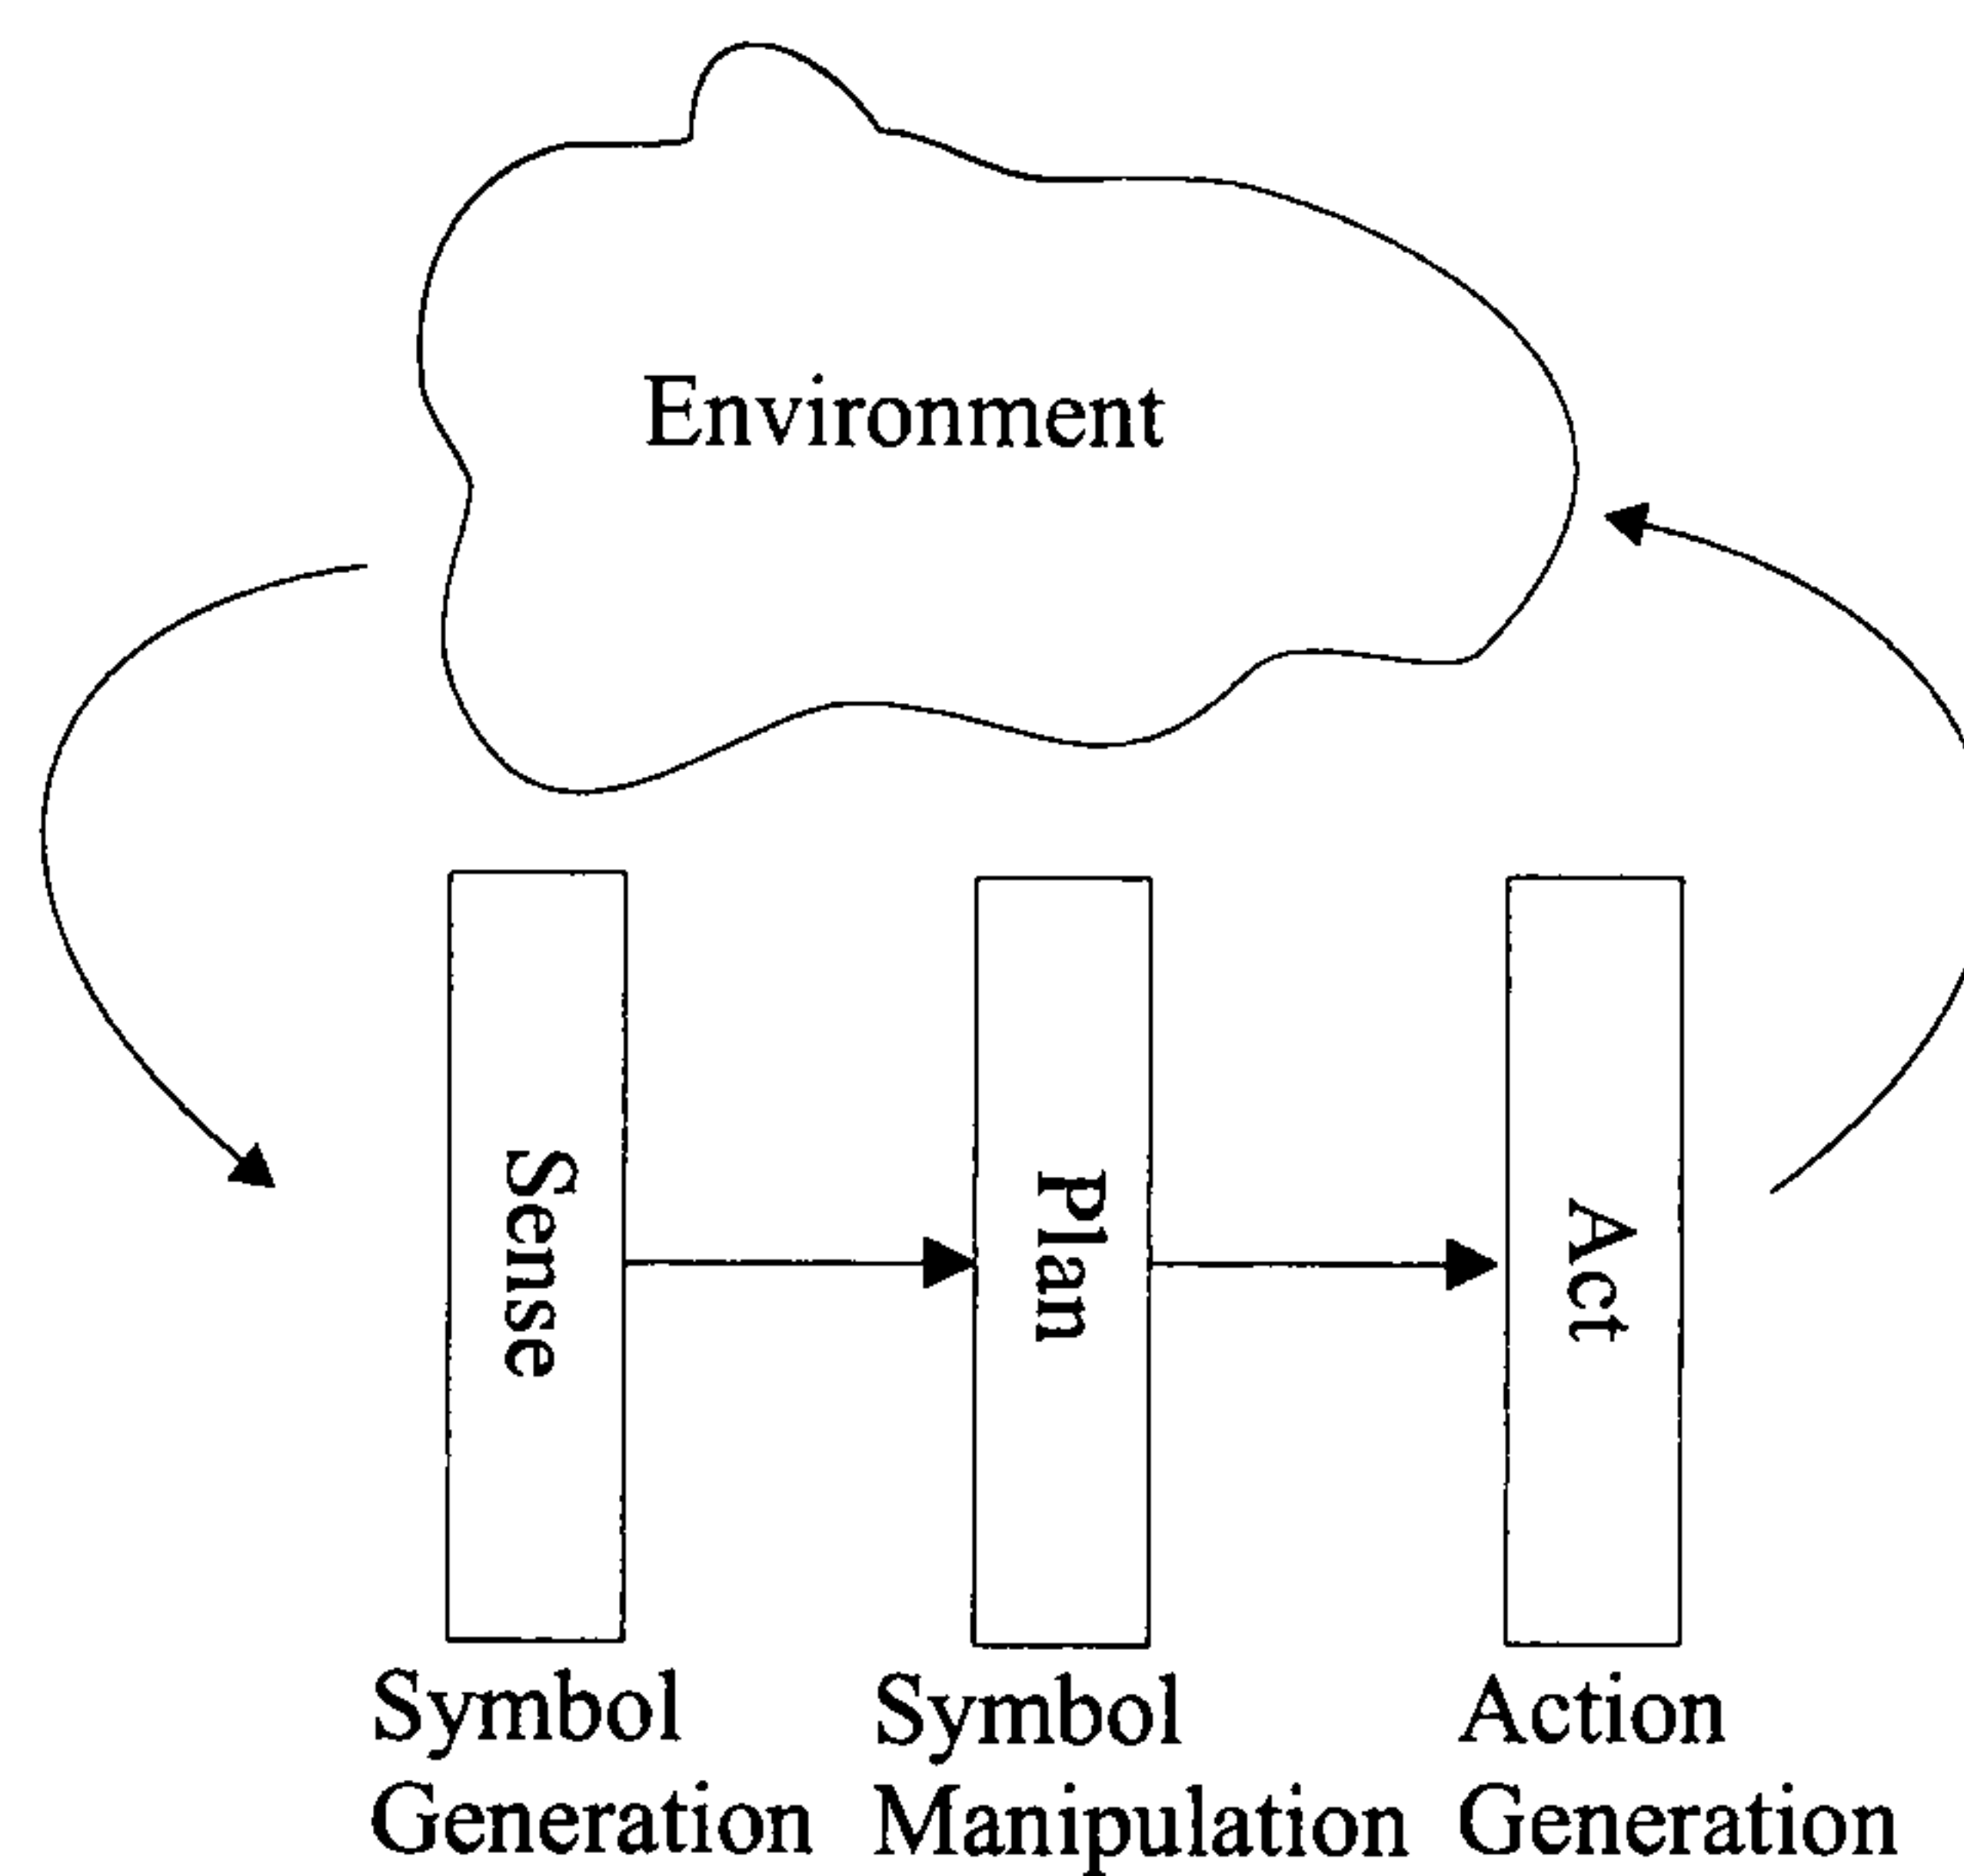 Environment
Sense
Plan
Act
Symbol
Generation
Symbol
Manipulation
Action
Generation